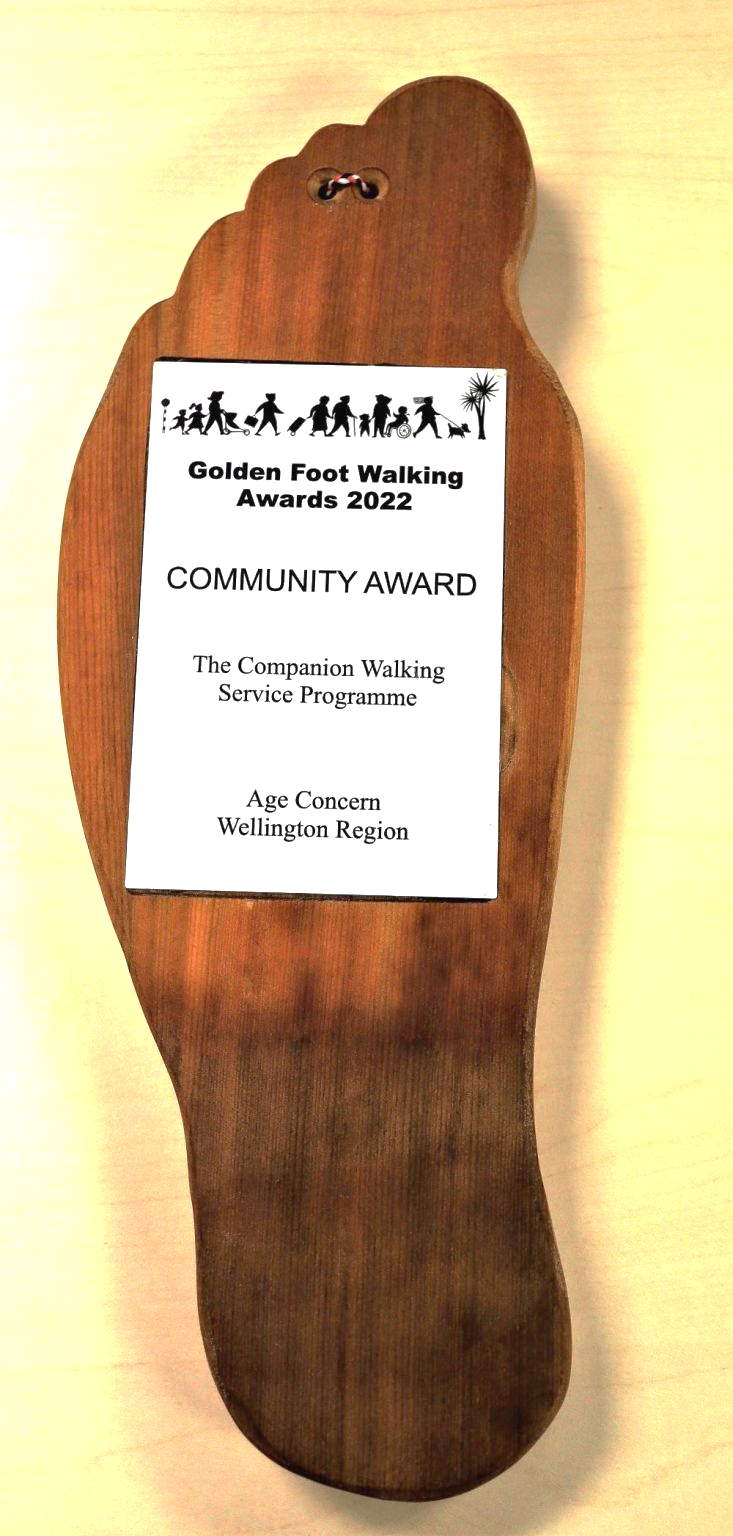 Golden Foot Walking
Awards 2022
COMMUNITY AWARD
The Companion Walking
Service Programme
Age Concern
Wellington Region